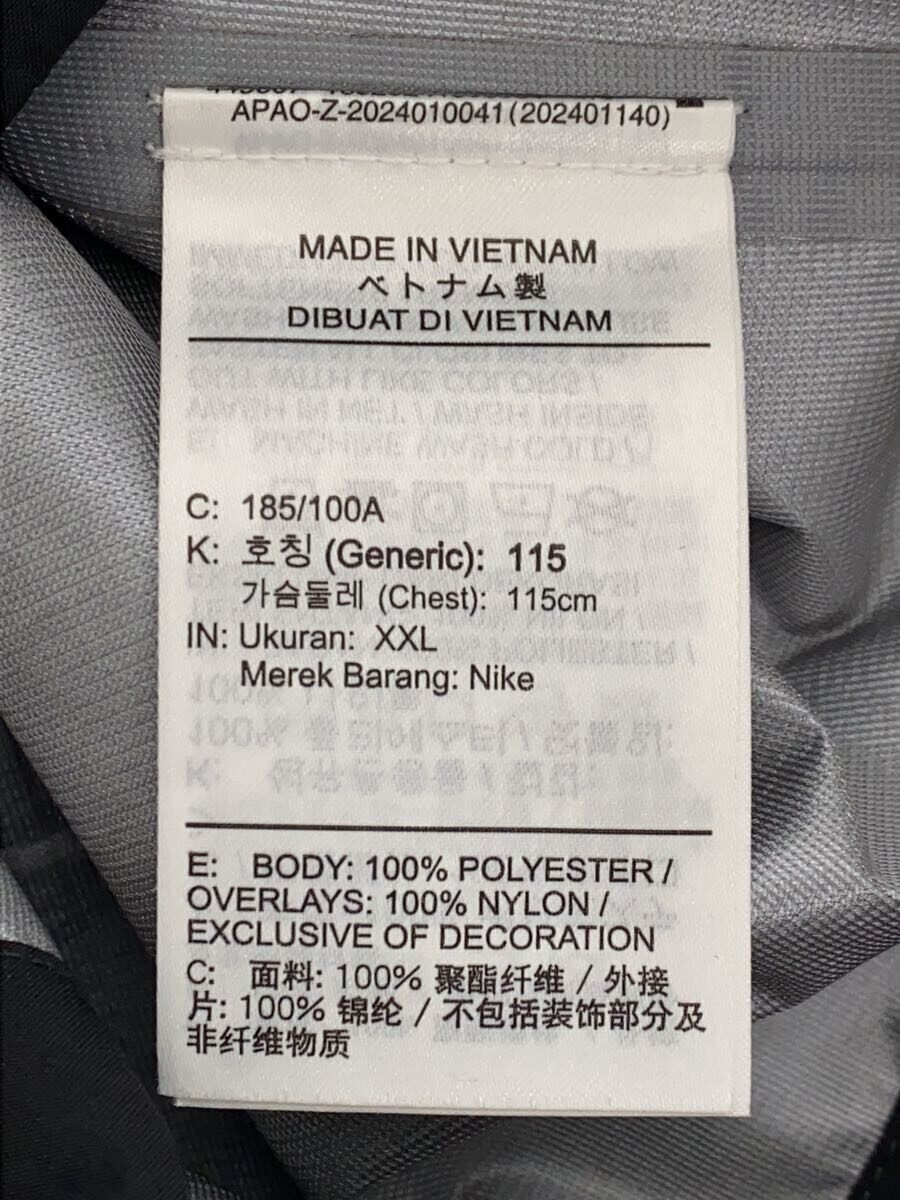 APAO-Z-2024010041(202401140)
MADE IN VIETNAM
ベトナム製
DIBUAT DI VIETNAM
C: 185/100A
K: 호칭 (Generic): 115
가슴둘레 (Chest): 115cm
IN: Ukuran: XXL
Merek Barang: Nike
E: BODY: 100% POLYESTER /
OVERLAYS: 100% NYLON /
EXCLUSIVE OF DECORATION
C: 面料: 100% 聚酯纤维 / 外接
片: 100% 锦纶 / 不包括装饰部分及
非纤维物质